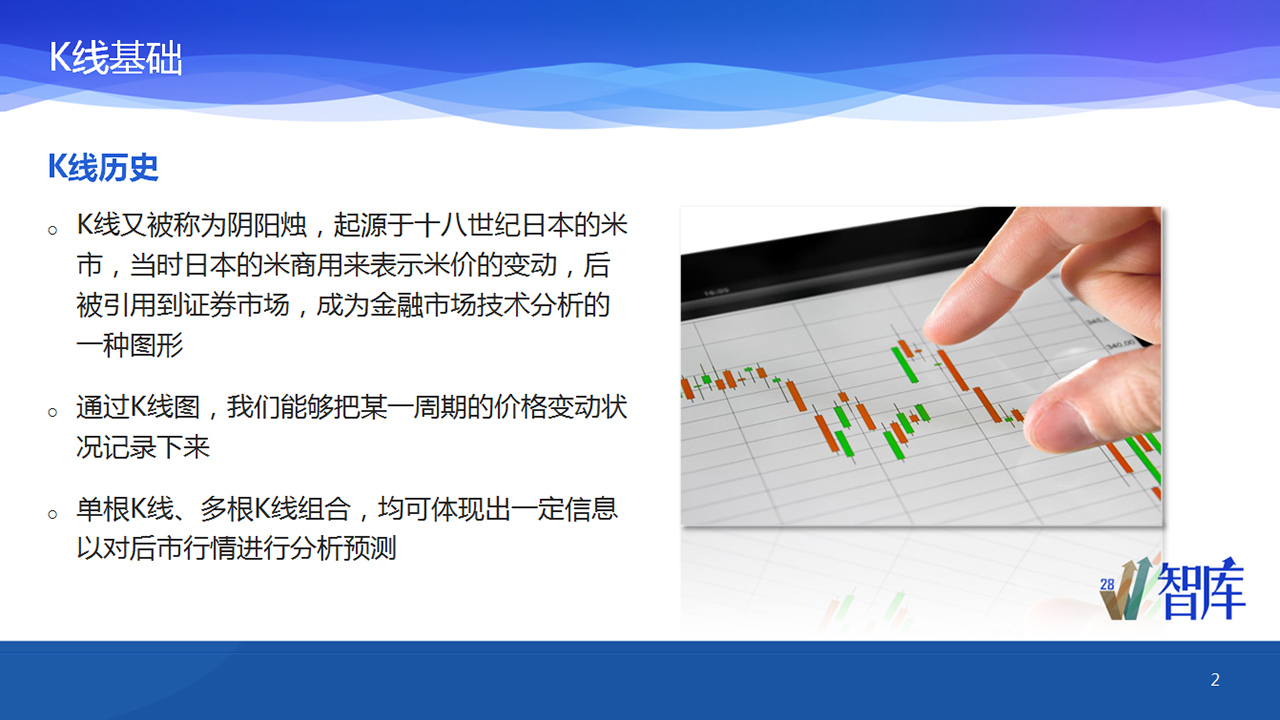 K线基础
K线历史
K线又被称为阴阳烛，起源于十八世纪日本的米
市，当时日本的米商用来表示米价的变动，后
被引用到证券市场，成为金融市场技术分析的
一种图形
通过K线图，我们能够把某一周期的价格变动状
况记录下来
单根K线、多根K线组合，均可体现出一定信息
以对后市行情进行分析预测
340.00
28
智库
2